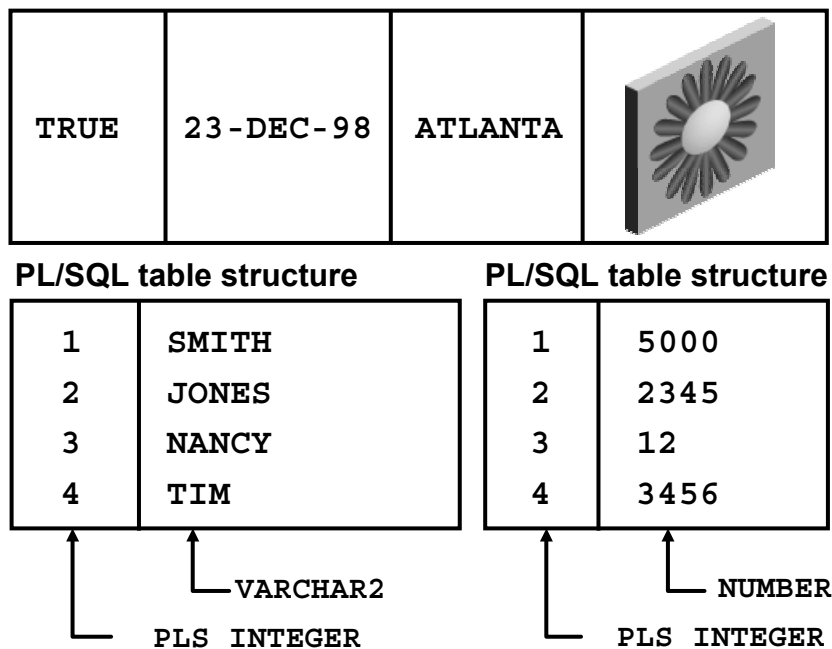 TRUE 23-DEC-98 ATLANTA
PL/SQL table structure
1 SMITH
2 JONES
3 NANCY
4 TIM
VARCHAR2
PLS INTEGER
PL/SQL table structure
1 5000
2 2345
3 12
4 3456
NUMBER
PLS INTEGER